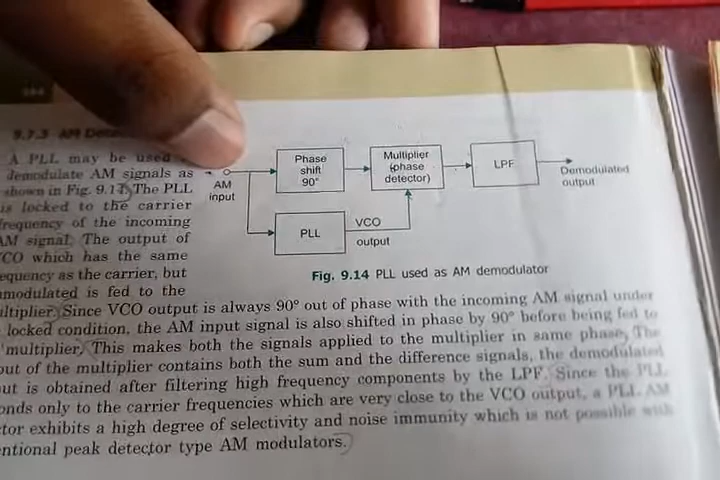 9.7.3 AM
A PLL may be used
demodulate AM signals as
shown in Fig. 9.14. The PLL
is locked to the carrier
frequency of the incoming
AM signal. The output of
VCO which has the same
equency as the carrier, but
nmodulated is fed to the
AM
input
Phase
shift
90°
Multiplier
(phase
detector)
LPF
Demodulated
output
PLL
VCO
output
Fig. 9.14 PLL used as AM demodulator
ultiplier. Since VCO output is always 90° out of phase with the incoming AM signal under
locked condition, the AM input signal is also shifted in phase by 90° before being fed to
multiplier. This makes both the signals applied to the multiplier in same phase. The
out of the multiplier contains both the sum and the difference signals, the demodulated
out is obtained after filtering high frequency components by the LPF. Since the PLL
onds only to the carrier frequencies which are very close to the VCO output, a PLL AM
ctor exhibits a high degree of selectivity and noise immunity which is not possible with
entional peak detector type AM modulators.